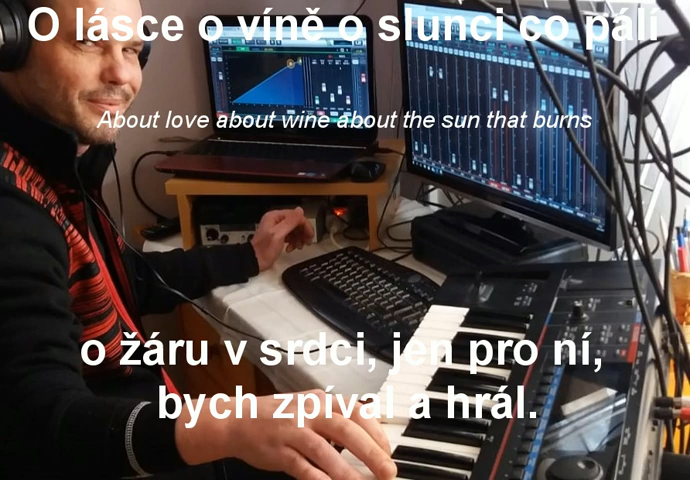 O lásce o víně o slunci co pálí
About love about wine about the sun that burns
o žáru v srdci, jen pro ní,
bych zpíval a hrál.